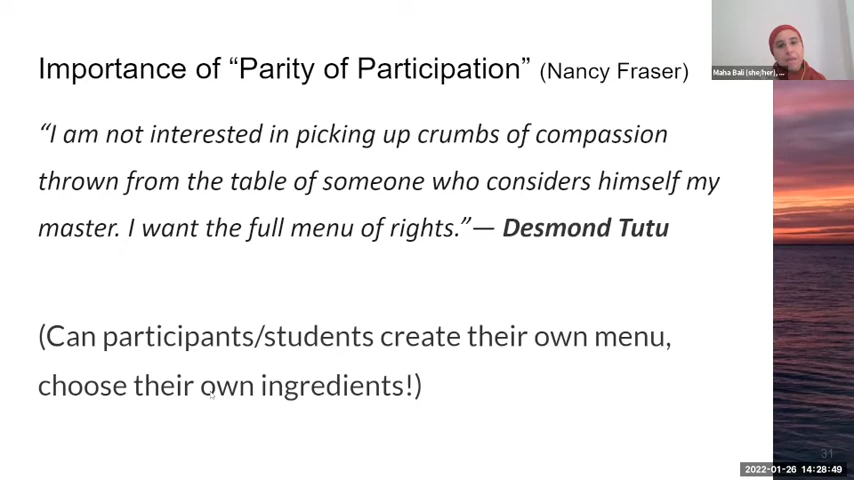 Importance of “Parity of Participation” (Nancy Fraser)
“I am not interested in picking up crumbs of compassion
thrown from the table of someone who considers himself my
master. I want the full menu of rights.”— Desmond Tutu
(Can participants/students create their own menu,
choose their own ingredients!)
Maha Bali (she/her), ...
31
2022-01-26 14:28:49